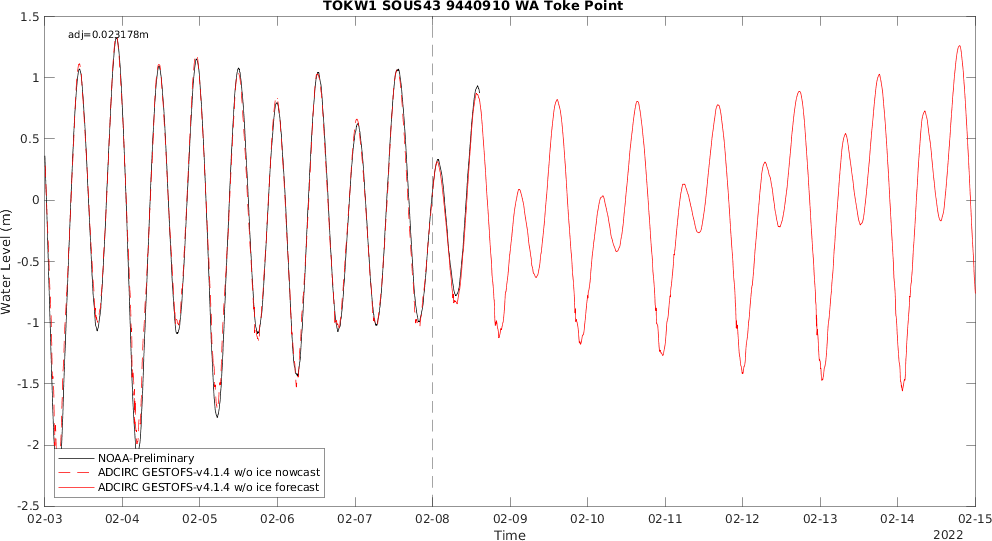 TOKW1 SOUS43 9440910 WA Toke Point
adj=0.023178m
1.5
1
0.5
0
-0.5
-1
-1.5
-2
-2.5
Water Level (m)
NOAA-Preliminary
ADCIRC GESTOFS-v4.1.4 w/o ice nowcast
ADCIRC GESTOFS-v4.1.4 w/o ice forecast
02-03 02-04 02-05 02-06 02-07 02-08 02-09 02-10 02-11 02-12 02-13 02-14 02-15
Time
2022